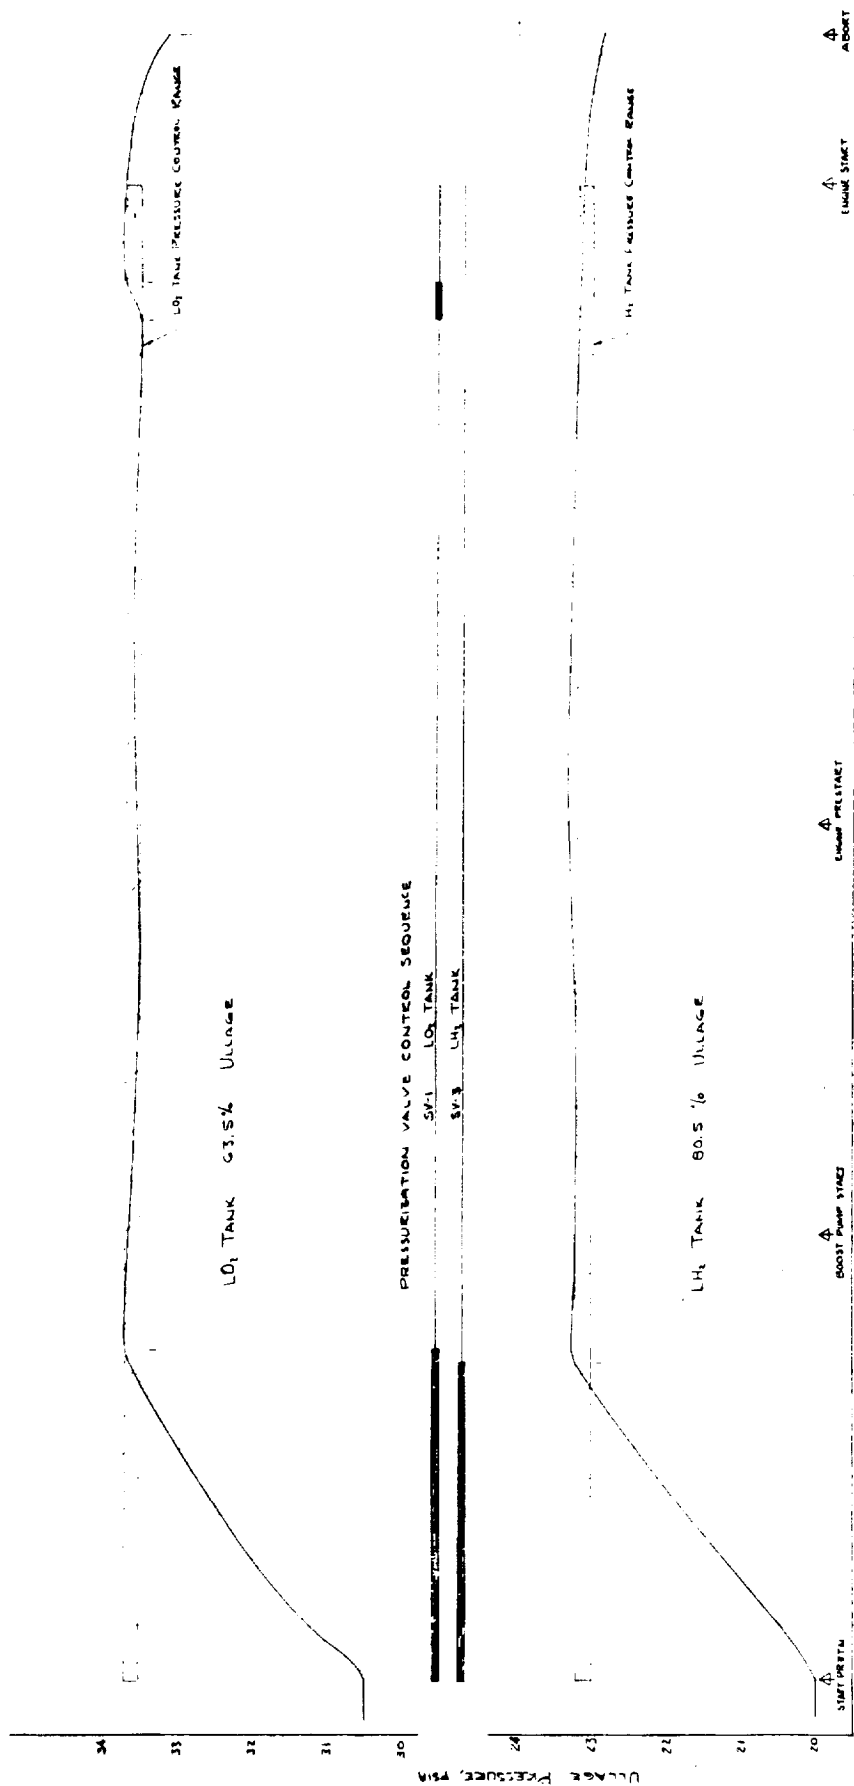 LO₂ TANK PRESSURE CONTROL RANGE
34
33
32
31
30
LO₂ TANK 63.5% ULLAGE
PRESSURIZATION VALVE CONTROL SEQUENCE
SV-1 LO₂ TANK
SV-3 LH₂ TANK
H₂ TANK PRESSURE CONTROL RANGE
24
23
22
21
20
LH₂ TANK 80.5 % ULLAGE
ULLAGE PRESSURE, PSIA
START PRESS'N
BOOST PUMP START
ENGINE PRESTART
ENGINE START
ABORT